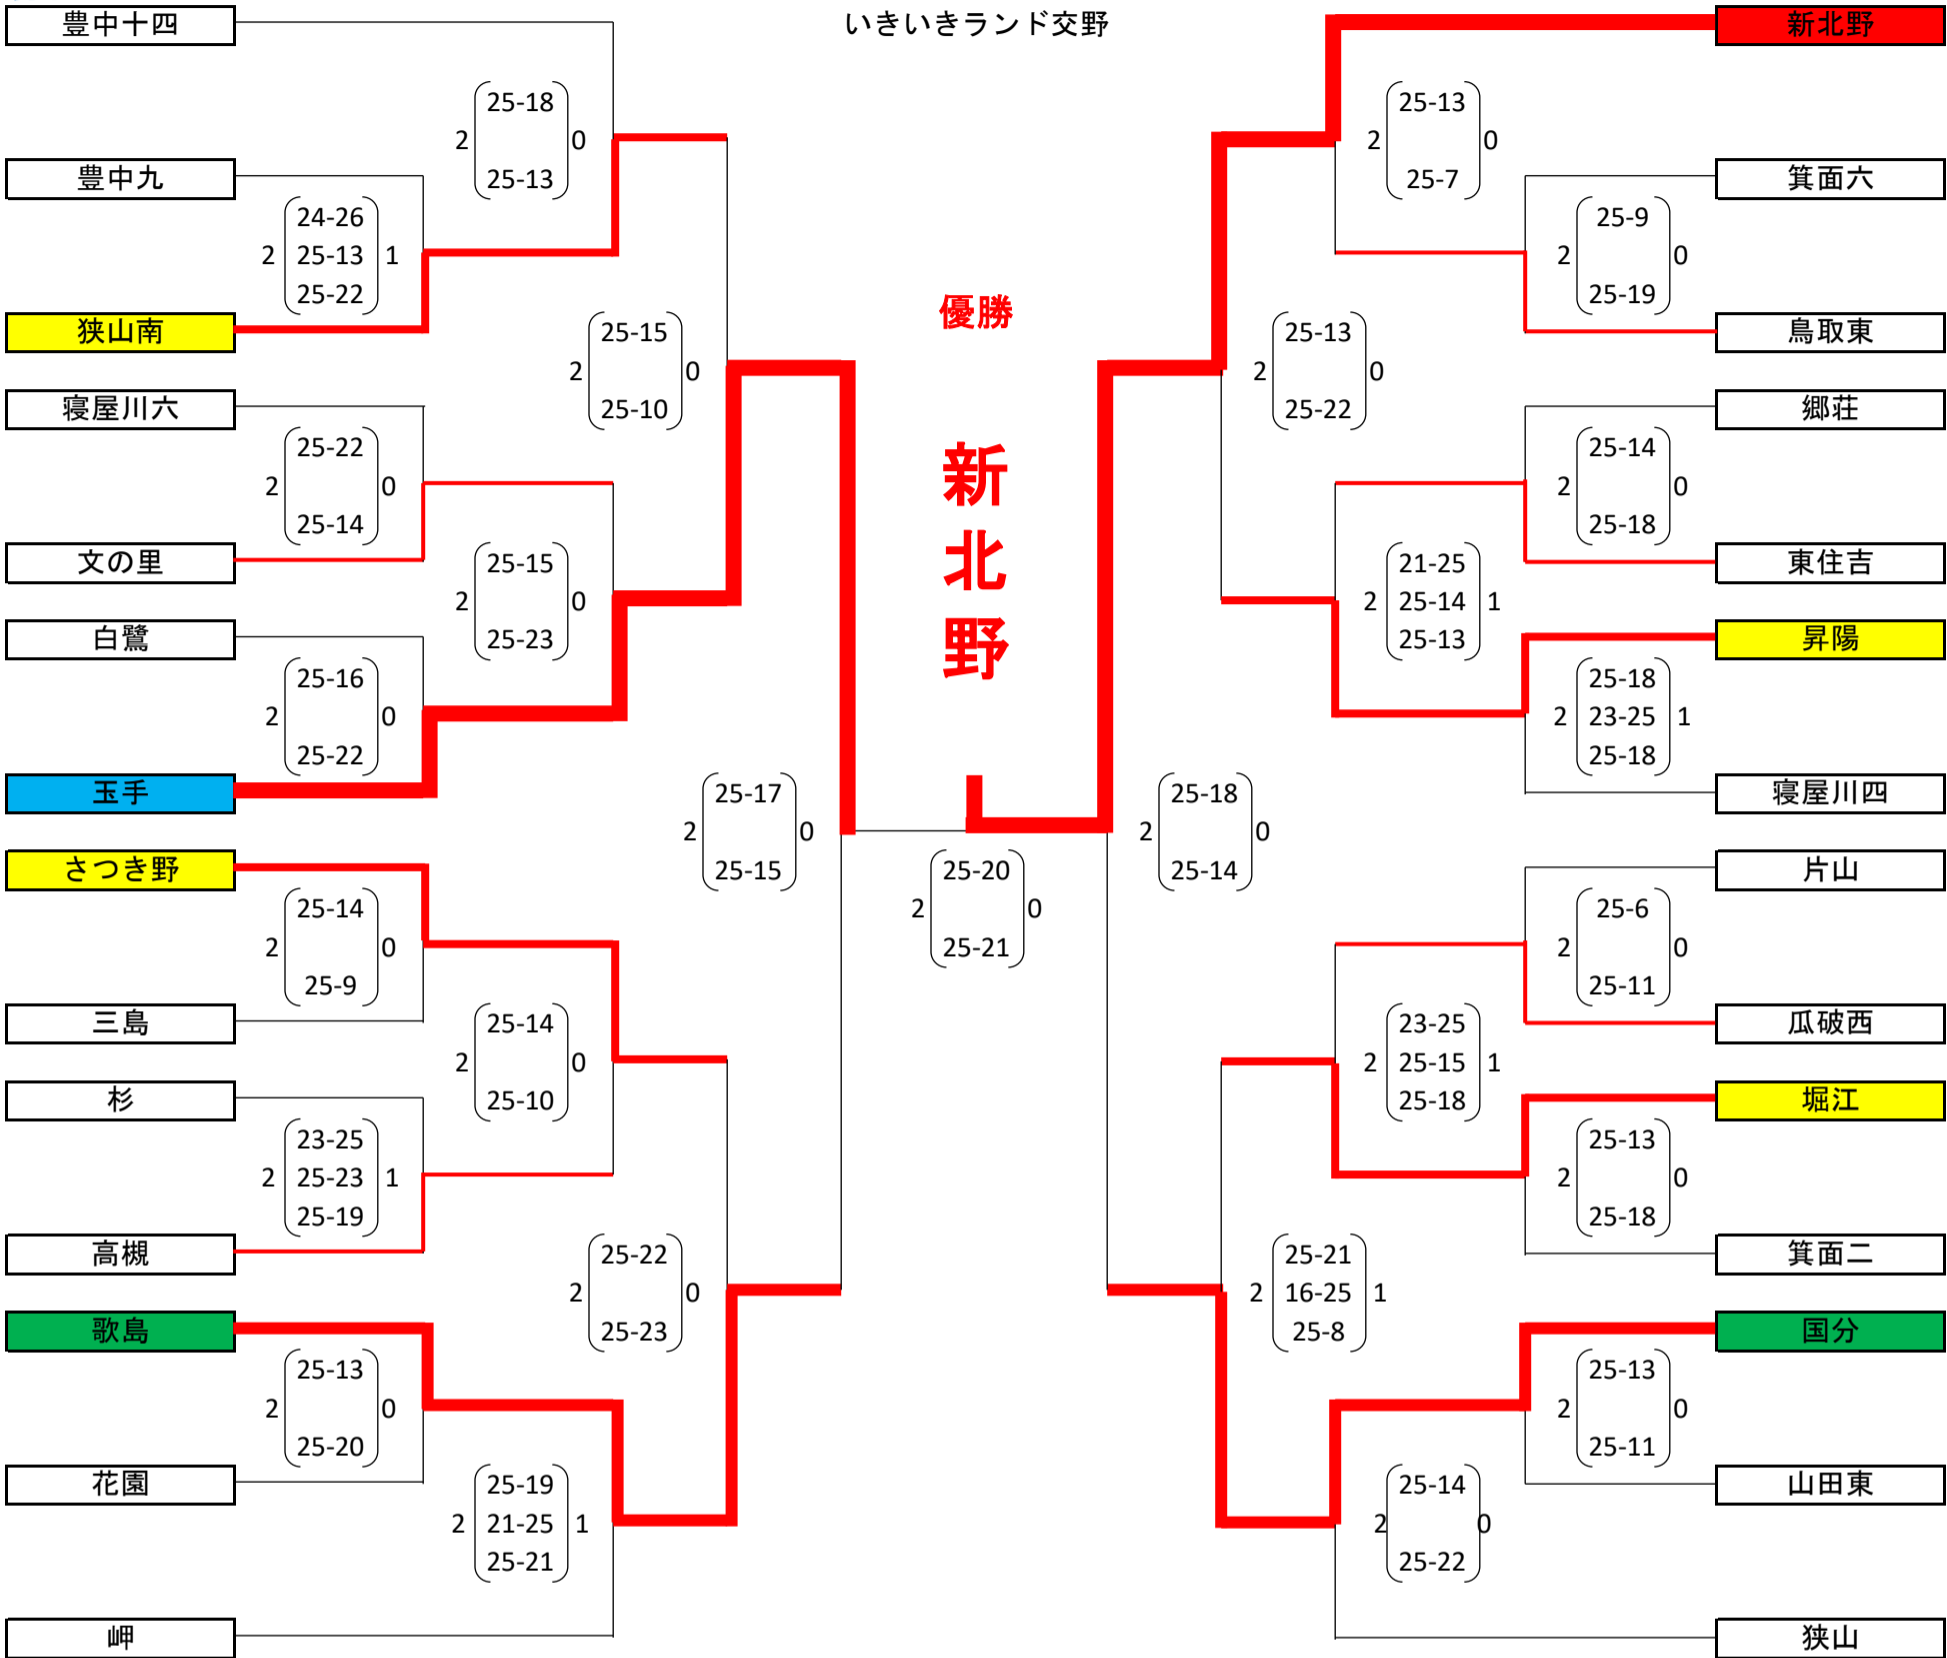 豊中十四
いきいきランド交野
新北野
25-18
2 0
25-13
25-13
2 0
25-7
豊中九
箕面六
24-26
2 25-13 1
25-22
25-9
2 0
25-19
狭山南
鳥取東
優勝
新北野
25-15
2 0
25-10
25-13
2 0
25-22
寝屋川六
郷荘
25-22
2 0
25-14
25-14
2 0
25-18
文の里
東住吉
25-15
2 0
25-23
21-25
2 25-14 1
25-13
白鷺
昇陽
25-16
2 0
25-22
25-18
2 23-25 1
25-18
玉手
寝屋川四
25-17
2 0
25-15
25-18
2 0
25-14
さつき野
片山
25-20
2 0
25-21
25-14
2 0
25-9
25-6
2 0
25-11
三島
瓜破西
25-14
2 0
25-10
23-25
2 25-15 1
25-18
杉
堀江
23-25
2 25-23 1
25-19
25-13
2 0
25-18
高槻
箕面二
25-22
2 0
25-23
25-21
2 16-25 1
25-8
歌島
国分
25-13
2 0
25-20
25-13
2 0
25-11
花園
山田東
25-19
2 21-25 1
25-21
25-14
2 0
25-22
岬
狭山